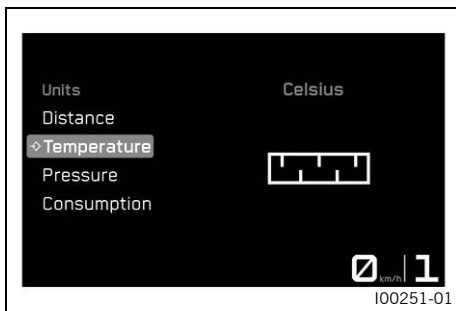 Units
Celsius
Distance
Temperature
Pressure
Consumption
0 km/h 1
I00251-01